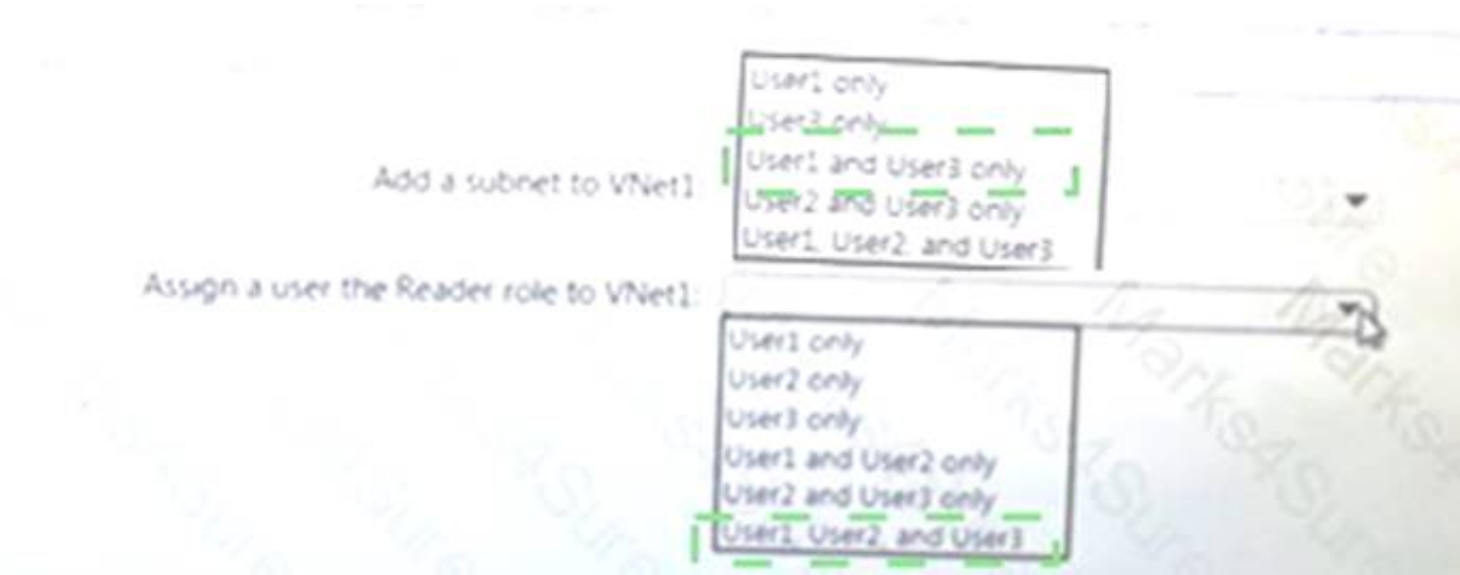 User1 only
User3 only
Add a subnet to VNet1:
User1 and User3 only
User2 and User3 only
User1, User2, and User3
Assign a user the Reader role to VNet1:
User1 only
User2 only
User3 only
User1 and User2 only
User2 and User3 only
User1, User2, and User3
Marks4Sure
Marks4Sure